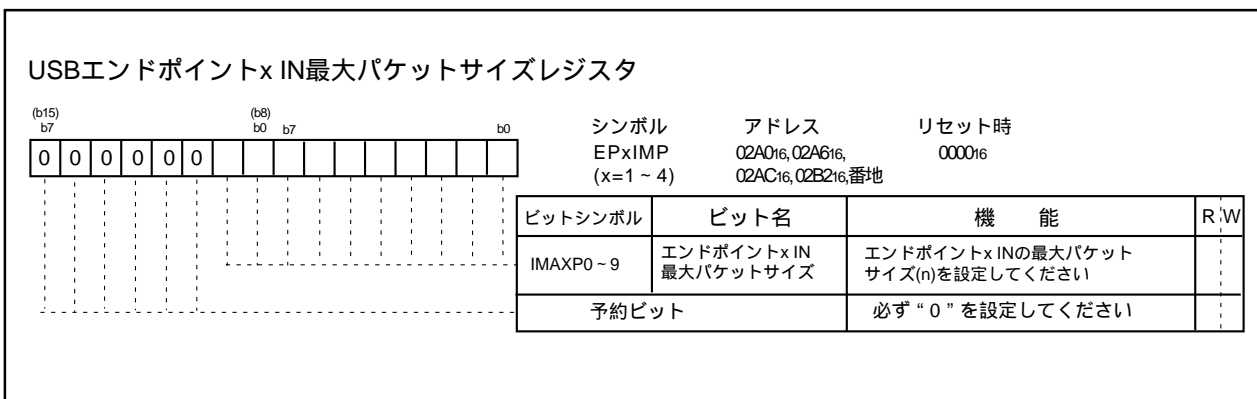 USBエンドポイントx IN最大パケットサイズレジスタ
(b15) (b8)
b7 b0 b7 b0
0 0 0 0 0 0
シンボル アドレス リセット時
EPxIMP 02A016, 02A616, 000016
(x=1 ~ 4) 02AC16, 02B216,番地
ビットシンボル ビット名 機 能 R W
IMAXP0 ~ 9 エンドポイントx IN エンドポイントx INの最大パケット
最大パケットサイズ サイズ(n)を設定してください
予約ビット 必ず “ 0 ” を設定してください